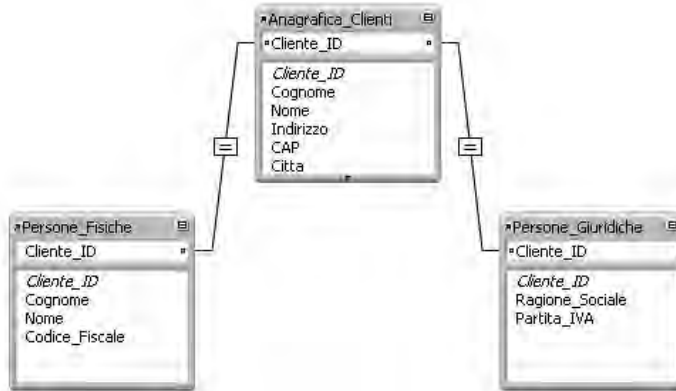 Anagrafica_Clienti
Cliente_ID
Cliente_ID
Cognome
Nome
Indirizzo
CAP
Citta
=
=
Persone_Fisiche
Cliente_ID
Cliente_ID
Cognome
Nome
Codice_Fiscale
Persone_Giuridiche
Cliente_ID
Cliente_ID
Ragione_Sociale
Partita_IVA